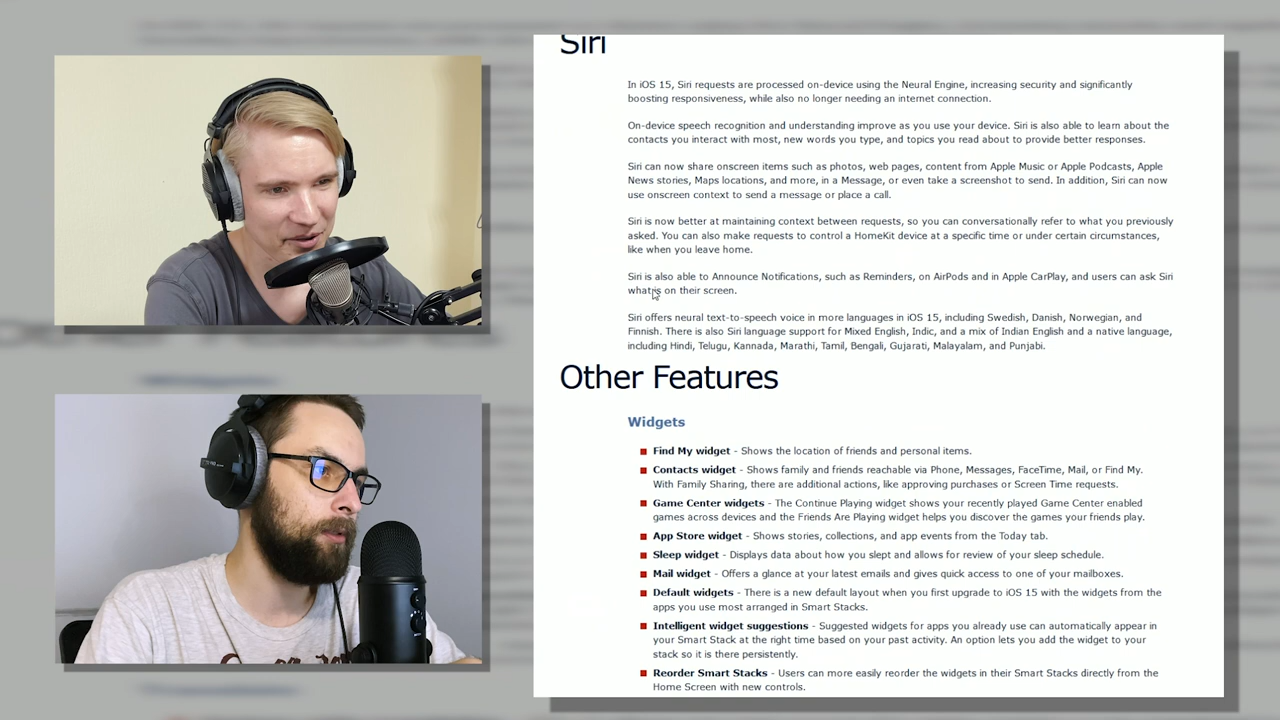 Siri
In iOS 15, Siri requests are processed on-device using the Neural Engine, increasing security and significantly
boosting responsiveness, while also no longer needing an internet connection.
On-device speech recognition and understanding improve as you use your device. Siri is also able to learn about the
contacts you interact with most, new words you type, and topics you read about to provide better responses.
Siri can now share onscreen items such as photos, web pages, content from Apple Music or Apple Podcasts, Apple
News stories, Maps locations, and more, in a Message, or even take a screenshot to send. In addition, Siri can now
use onscreen context to send a message or place a call.
Siri is now better at maintaining context between requests, so you can conversationally refer to what you previously
asked. You can also make requests to control a HomeKit device at a specific time or under certain circumstances,
like when you leave home.
Siri is also able to Announce Notifications, such as Reminders, on AirPods and in Apple CarPlay, and users can ask Siri
what is on their screen.
Siri offers neural text-to-speech voice in more languages in iOS 15, including Swedish, Danish, Norwegian, and
Finnish. There is also Siri language support for Mixed English, Indic, and a mix of Indian English and a native language,
including Hindi, Telugu, Kannada, Marathi, Tamil, Bengali, Gujarati, Malayalam, and Punjabi.
Other Features
Widgets
Find My widget - Shows the location of friends and personal items.
Contacts widget - Shows family and friends reachable via Phone, Messages, FaceTime, Mail, or Find My.
With Family Sharing, there are additional actions, like approving purchases or Screen Time requests.
Game Center widgets - The Continue Playing widget shows your recently played Game Center enabled
games across devices and the Friends Are Playing widget helps you discover the games your friends play.
App Store widget - Shows stories, collections, and app events from the Today tab.
Sleep widget - Displays data about how you slept and allows for review of your sleep schedule.
Mail widget - Offers a glance at your latest emails and gives quick access to one of your mailboxes.
Default widgets - There is a new default layout when you first upgrade to iOS 15 with the widgets from the
apps you use most arranged in Smart Stacks.
Intelligent widget suggestions - Suggested widgets for apps you already use can automatically appear in
your Smart Stack at the right time based on your past activity. An option lets you add the widget to your
stack so it is there persistently.
Reorder Smart Stacks - Users can more easily reorder the widgets in their Smart Stacks directly from the
Home Screen with new controls.